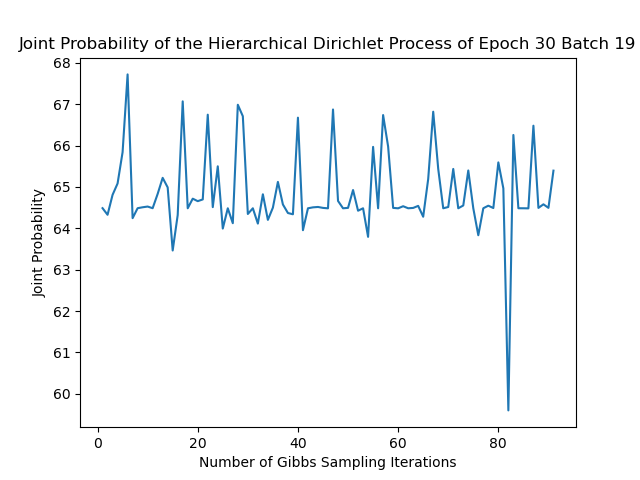 Joint Probability of the Hierarchical Dirichlet Process of Epoch 30 Batch 19
68
67
66
65
64
63
62
61
60
Joint Probability
0 20 40 60 80
Number of Gibbs Sampling Iterations